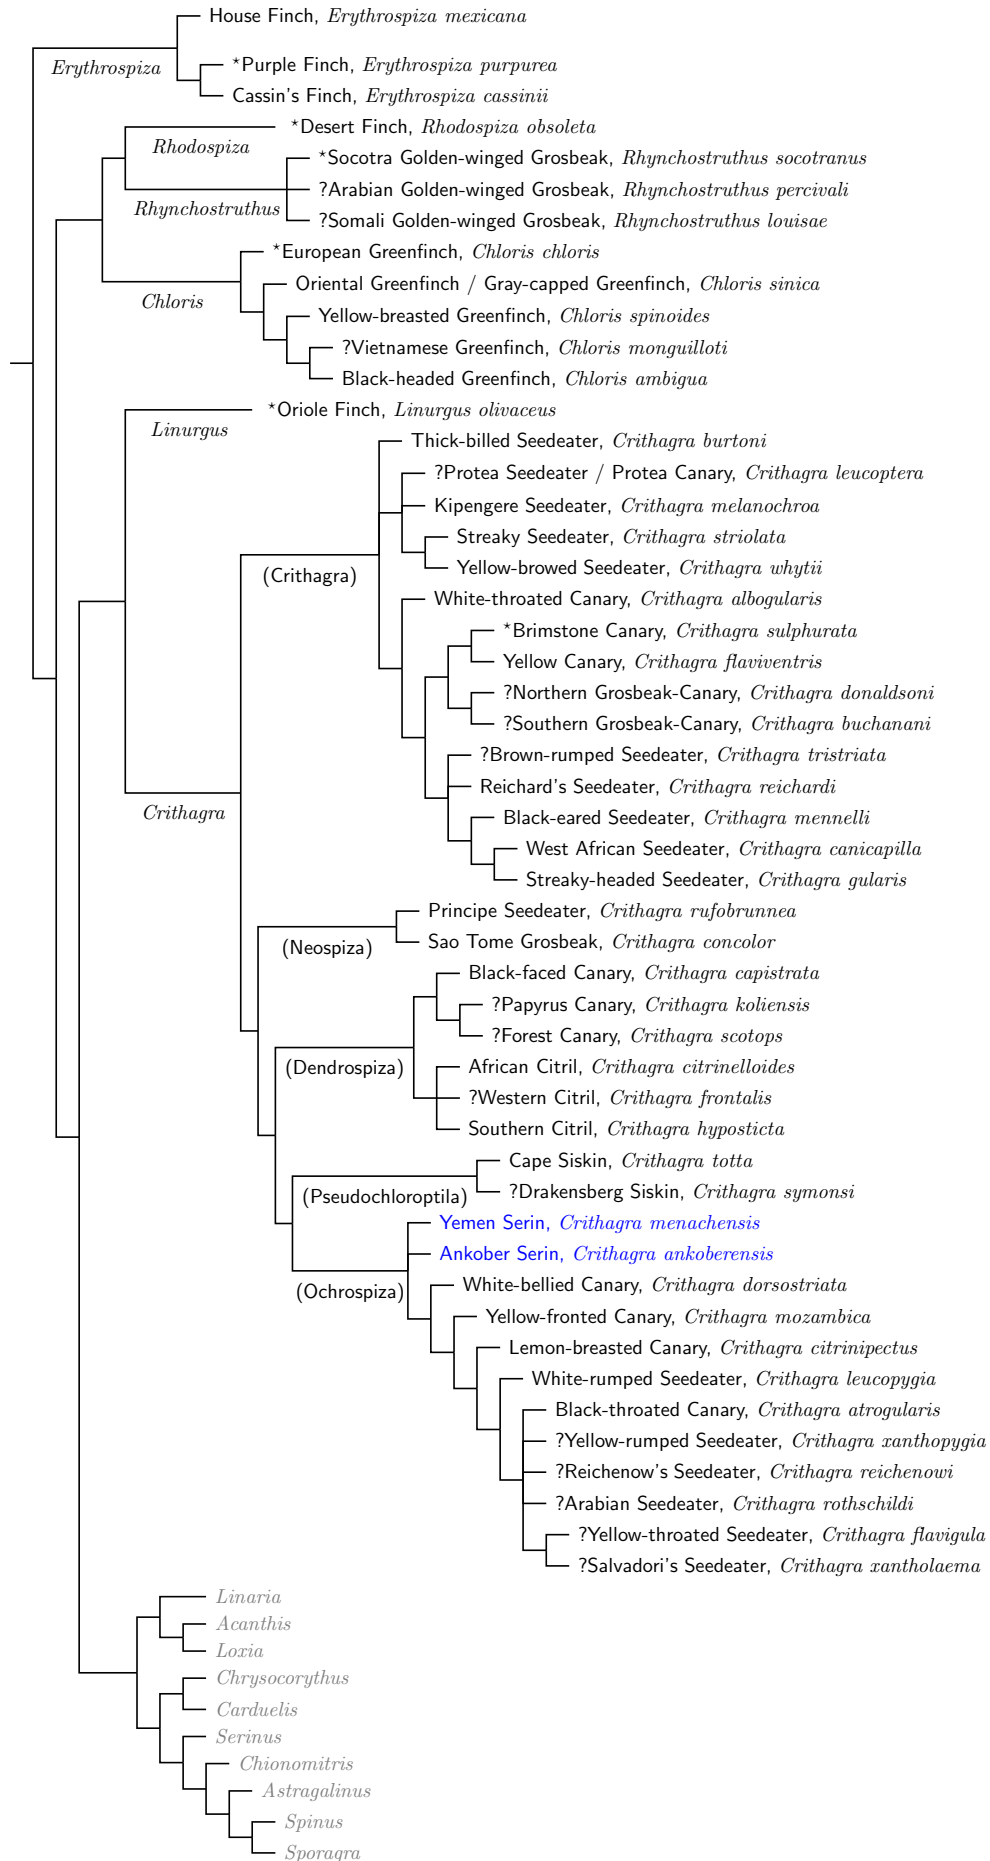 House Finch, Erythrospiza mexicana
Erythrospiza
*Purple Finch, Erythrospiza purpurea
Cassin's Finch, Erythrospiza cassinii
*Desert Finch, Rhodospiza obsoleta
Rhodospiza
*Socotra Golden-winged Grosbeak, Rhynchostruthus socotranus
?Arabian Golden-winged Grosbeak, Rhynchostruthus percivali
Rhynchostruthus
?Somali Golden-winged Grosbeak, Rhynchostruthus louisae
*European Greenfinch, Chloris chloris
Oriental Greenfinch / Gray-capped Greenfinch, Chloris sinica
Chloris
Yellow-breasted Greenfinch, Chloris spinoides
?Vietnamese Greenfinch, Chloris monguilloti
Black-headed Greenfinch, Chloris ambigua
*Oriole Finch, Linurgus olivaceus
Linurgus
Thick-billed Seedeater, Crithagra burtoni
?Protea Seedeater / Protea Canary, Crithagra leucoptera
Kipengere Seedeater, Crithagra melanochroa
Streaky Seedeater, Crithagra striolata
Yellow-browed Seedeater, Crithagra whytii
(Crithagra)
White-throated Canary, Crithagra albogularis
*Brimstone Canary, Crithagra sulphurata
Yellow Canary, Crithagra flaviventris
?Northern Grosbeak-Canary, Crithagra donaldsoni
?Southern Grosbeak-Canary, Crithagra buchanani
?Brown-rumped Seedeater, Crithagra tristriata
Reichard's Seedeater, Crithagra reichardi
Crithagra
Black-eared Seedeater, Crithagra mennelli
West African Seedeater, Crithagra canicapilla
Streaky-headed Seedeater, Crithagra gularis
Principe Seedeater, Crithagra rufobrunnea
Sao Tome Grosbeak, Crithagra concolor
(Neospiza)
Black-faced Canary, Crithagra capistrata
?Papyrus Canary, Crithagra koliensis
?Forest Canary, Crithagra scotops
African Citril, Crithagra citrinelloides
(Dendrospiza)
?Western Citril, Crithagra frontalis
Southern Citril, Crithagra hyposticta
Cape Siskin, Crithagra totta
?Drakensberg Siskin, Crithagra symonsi
(Pseudochloroptila)
Yemen Serin, Crithagra menachensis
Ankober Serin, Crithagra ankoberensis
White-bellied Canary, Crithagra dorsostriata
(Ochrospiza)
Yellow-fronted Canary, Crithagra mozambica
Lemon-breasted Canary, Crithagra citrinipectus
White-rumped Seedeater, Crithagra leucopygia
Black-throated Canary, Crithagra atrogularis
?Yellow-rumped Seedeater, Crithagra xanthopygia
?Reichenow's Seedeater, Crithagra reichenowi
?Arabian Seedeater, Crithagra rothschildi
?Yellow-throated Seedeater, Crithagra flavigula
?Salvadori's Seedeater, Crithagra xantholaema
Linaria
Acanthis
Loxia
Chrysocorythus
Carduelis
Serinus
Chionomitris
Astragalinus
Spinus
Sporagra